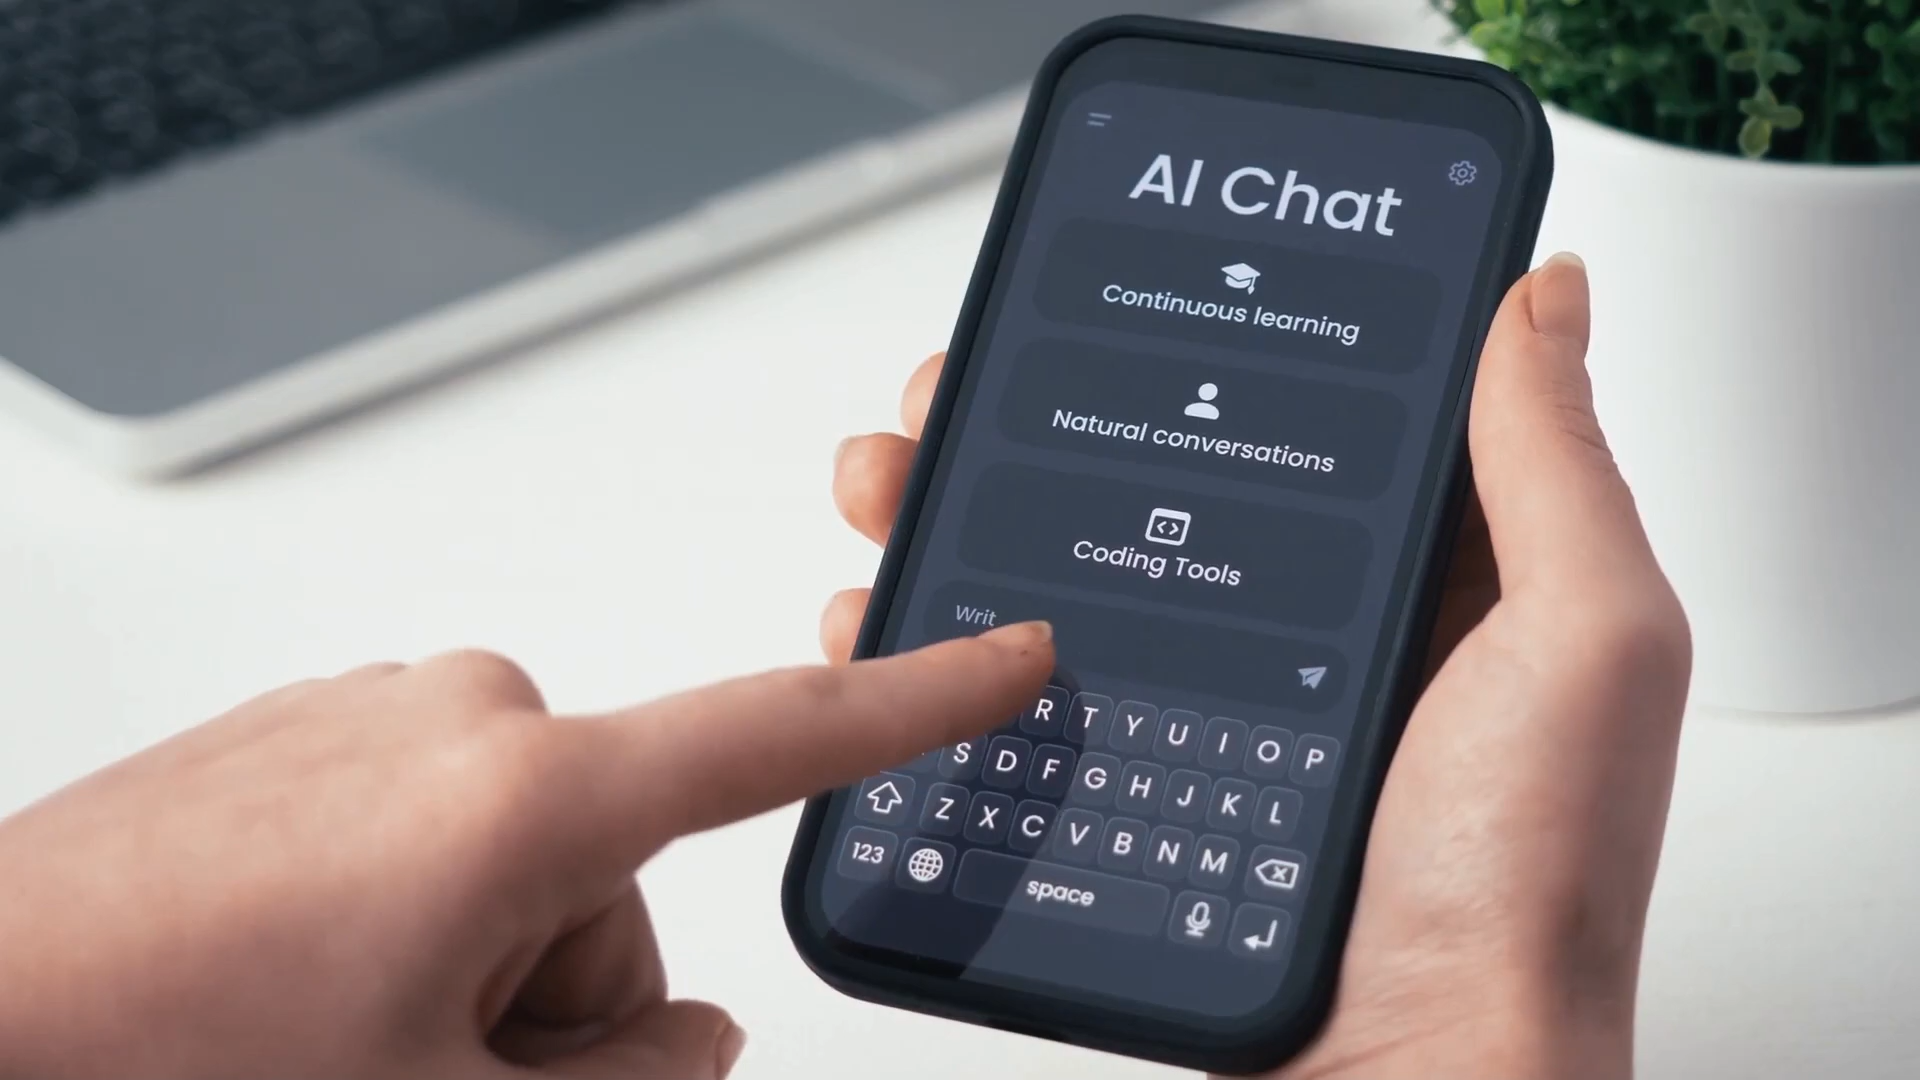 AI Chat
Continuous learning
Natural conversations
Coding Tools
Writ
R T Y U I O P
S D F G H J K L
Z X C V B N M
123 space